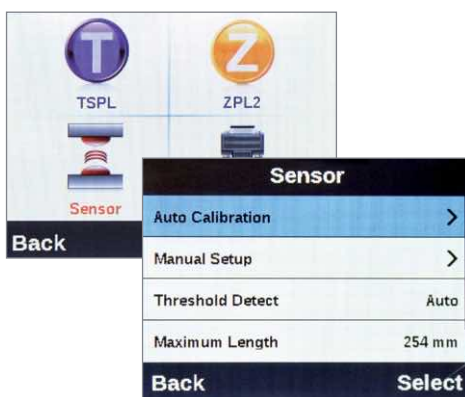 T
Z
TSPL
ZPL2
Sensor
Back
Sensor
Auto Calibration
Manual Setup
Threshold Detect Auto
Maximum Length 254 mm
Back Select